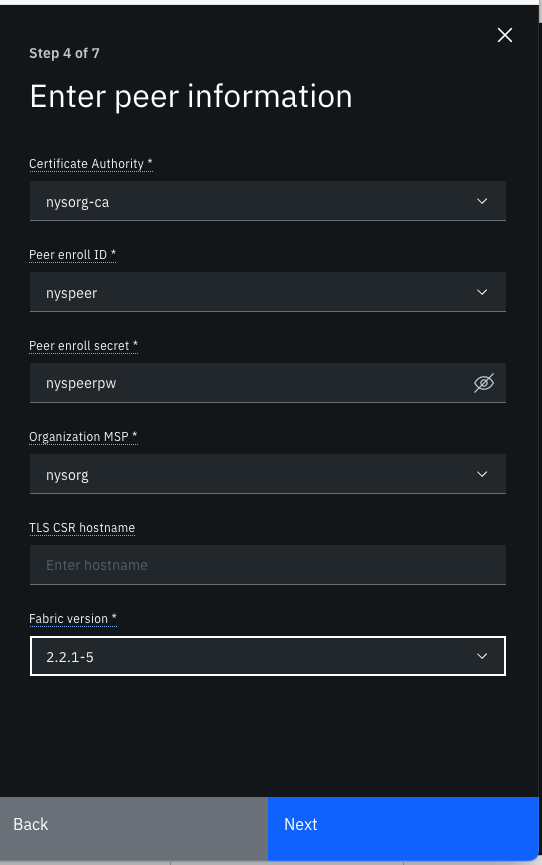 Step 4 of 7
Enter peer information
Certificate Authority *
nysorg-ca
Peer enroll ID *
nyspeer
Peer enroll secret *
nyspeerpw
Organization MSP *
nysorg
TLS CSR hostname
Enter hostname
Fabric version *
2.2.1-5
Back
Next